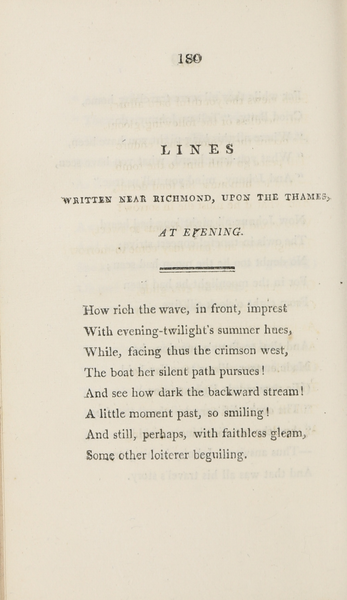 180
LINES
WRITTEN NEAR RICHMOND, UPON THE THAMES,
AT EVENING.
How rich the wave, in front, imprest
With evening-twilight's summer hues,
While, facing thus the crimson west,
The boat her silent path pursues!
And see how dark the backward stream!
A little moment past, so smiling!
And still, perhaps, with faithless gleam,
Some other loiterer beguiling.